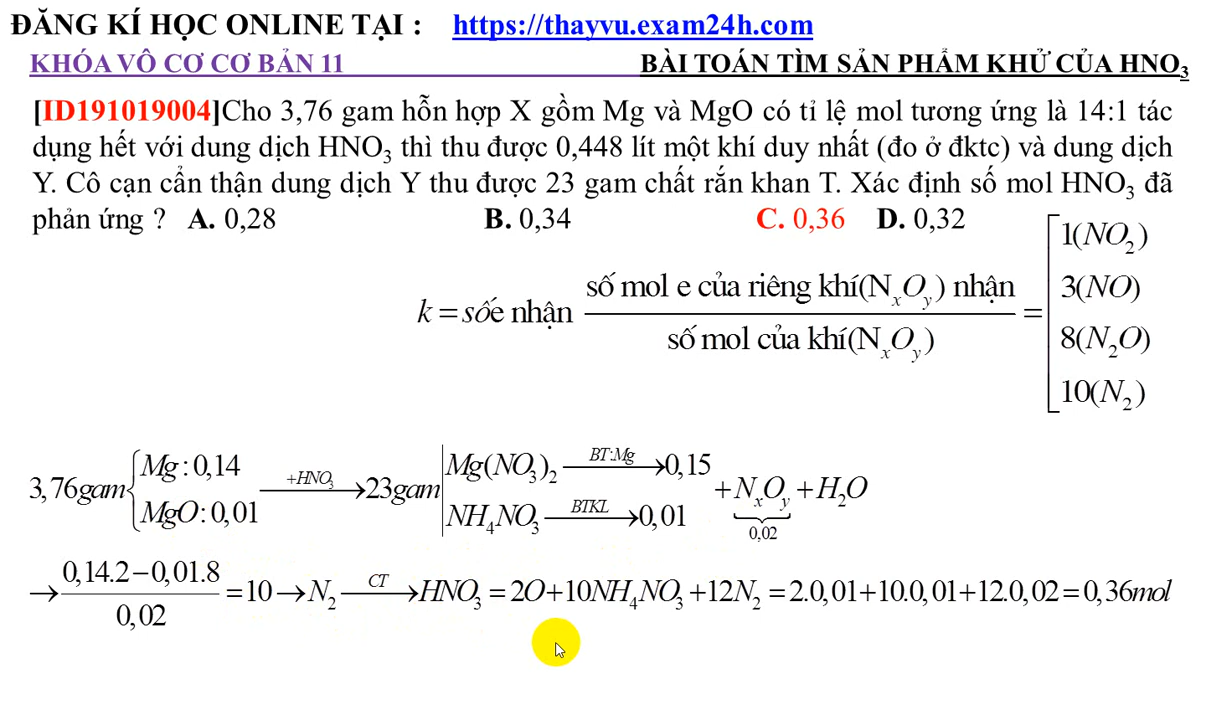 ĐĂNG KÍ HỌC ONLINE TẠI : https://thayvu.exam24h.com
KHÓA VÔ CƠ CƠ BẢN 11 BÀI TOÁN TÌM SẢN PHẨM KHỬ CỦA HNO₃
[ID191019004]Cho 3,76 gam hỗn hợp X gồm Mg và MgO có tỉ lệ mol tương ứng là 14:1 tác
dụng hết với dung dịch HNO₃ thì thu được 0,448 lít một khí duy nhất (đo ở đktc) và dung dịch
Y. Cô cạn cẩn thận dung dịch Y thu được 23 gam chất rắn khan T. Xác định số mol HNO₃ đã
phản ứng ? A. 0,28 B. 0,34 C. 0,36 D. 0,32
k = số e nhận
số mol e của riêng khí(NₓOᵧ) nhận
số mol của khí(NₓOᵧ)
=
1(NO₂)
3(NO)
8(N₂O)
10(N₂)
3,76gam { Mg : 0,14
MgO : 0,01
+HNO₃ → 23gam
Mg(NO₃)₂ BT:Mg → 0,15
NH₄NO₃ BTKL → 0,01
+ NₓOᵧ + H₂O
0,02
→ 0,14.2−0,01.8
0,02
= 10 → N₂ CT → HNO₃ = 2O+10NH₄NO₃ +12N₂ = 2.0,01+10.0,01+12.0,02 = 0,36mol